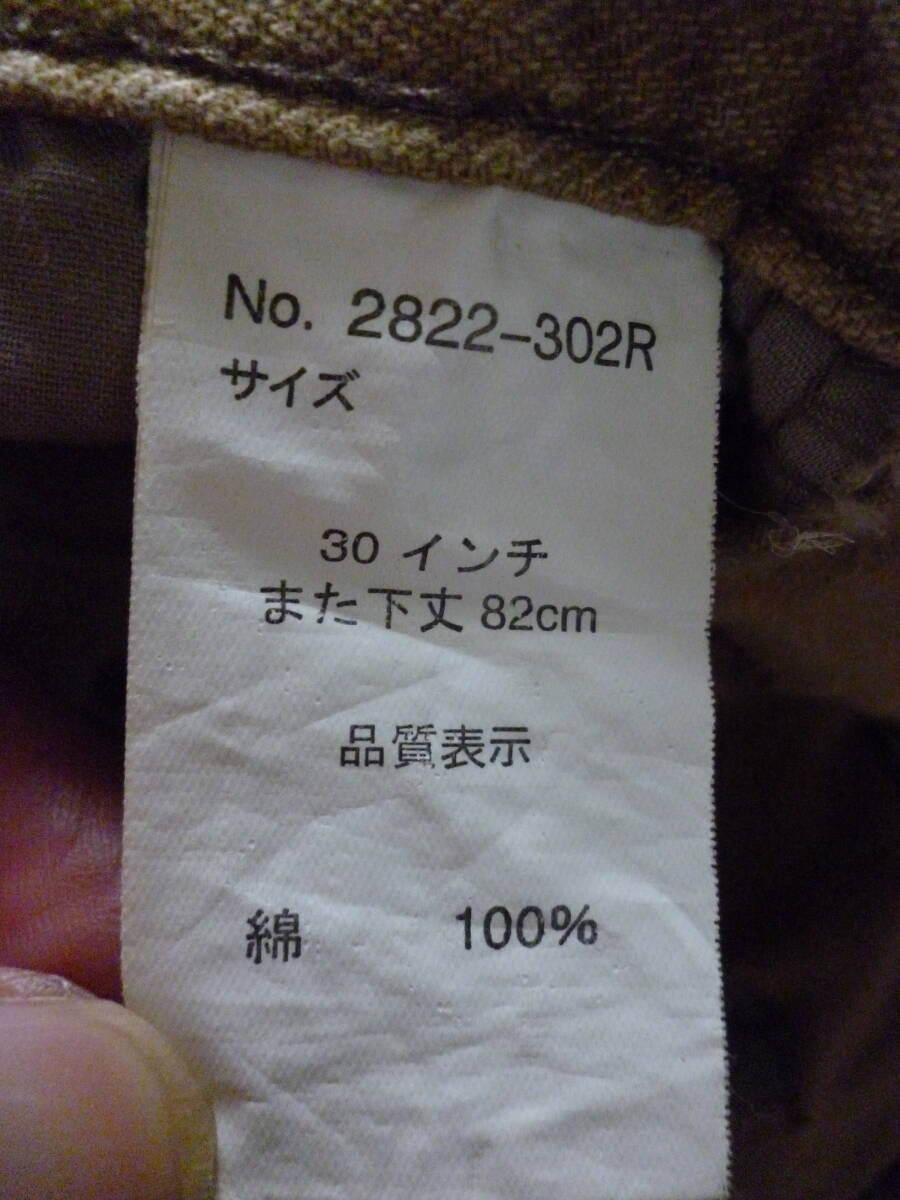 No. 2822-302R
サイズ
30 インチ
また下丈 82cm
品質表示
綿 100%